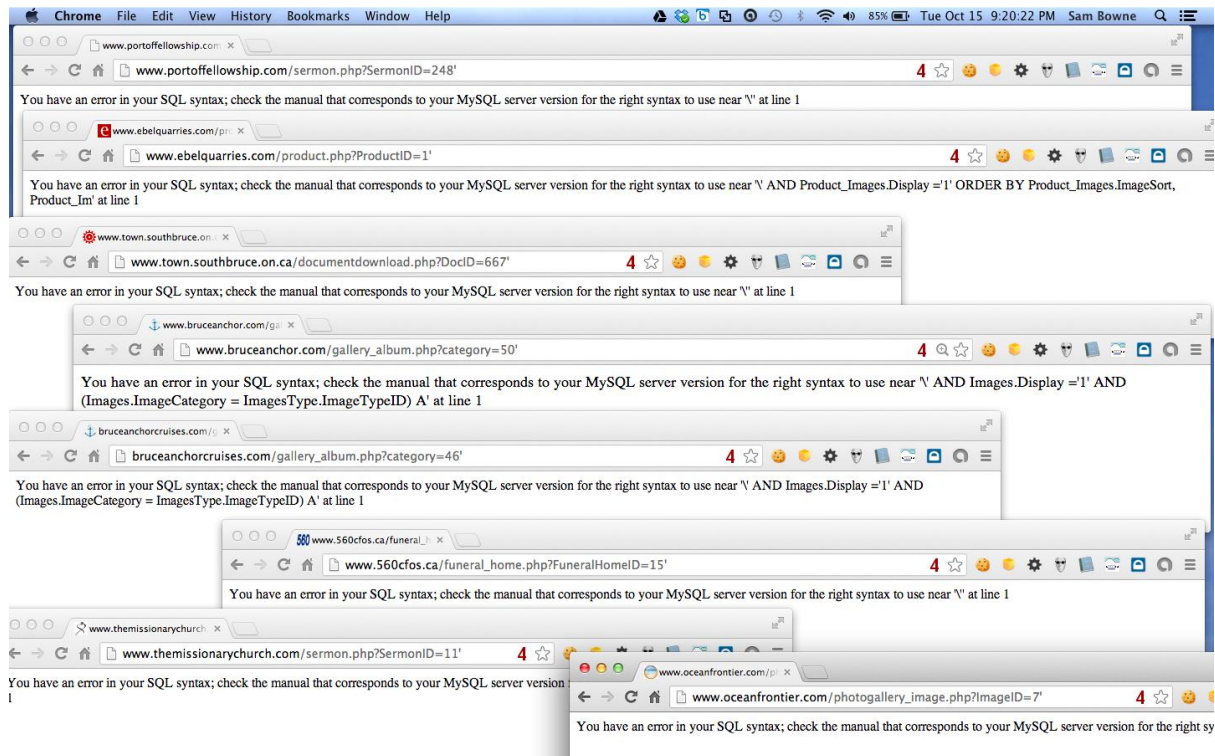 Chrome File Edit View History Bookmarks Window Help 85% Tue Oct 15 9:20:22 PM Sam Bowne
www.portoffellowship.com
www.portoffellowship.com/sermon.php?SermonID=248' 4
You have an error in your SQL syntax; check the manual that corresponds to your MySQL server version for the right syntax to use near '\'' at line 1
www.ebelquarries.com/pro
www.ebelquarries.com/product.php?ProductID=1' 4
You have an error in your SQL syntax; check the manual that corresponds to your MySQL server version for the right syntax to use near '\' AND Product_Images.Display ='1' ORDER BY Product_Images.ImageSort,
Product_Im' at line 1
www.town.southbruce.on.c
www.town.southbruce.on.ca/documentdownload.php?DocID=667' 4
You have an error in your SQL syntax; check the manual that corresponds to your MySQL server version for the right syntax to use near '\'' at line 1
www.bruceanchor.com/gal
www.bruceanchor.com/gallery_album.php?category=50' 4
You have an error in your SQL syntax; check the manual that corresponds to your MySQL server version for the right syntax to use near '\' AND Images.Display ='1' AND
(Images.ImageCategory = ImagesType.ImageTypeID) A' at line 1
bruceanchorcruises.com/g
bruceanchorcruises.com/gallery_album.php?category=46' 4
You have an error in your SQL syntax; check the manual that corresponds to your MySQL server version for the right syntax to use near '\' AND Images.Display ='1' AND
(Images.ImageCategory = ImagesType.ImageTypeID) A' at line 1
560 www.560cfos.ca/funeral_h
www.560cfos.ca/funeral_home.php?FuneralHomeID=15' 4
You have an error in your SQL syntax; check the manual that corresponds to your MySQL server version for the right syntax to use near '\'' at line 1
www.themissionarychurch
www.themissionarychurch.com/sermon.php?SermonID=11' 4
You have an error in your SQL syntax; check the manual that corresponds to your MySQL server version
1
www.oceanfrontier.com/ph
www.oceanfrontier.com/photogallery_image.php?ImageID=7' 4
You have an error in your SQL syntax; check the manual that corresponds to your MySQL server version for the right sy